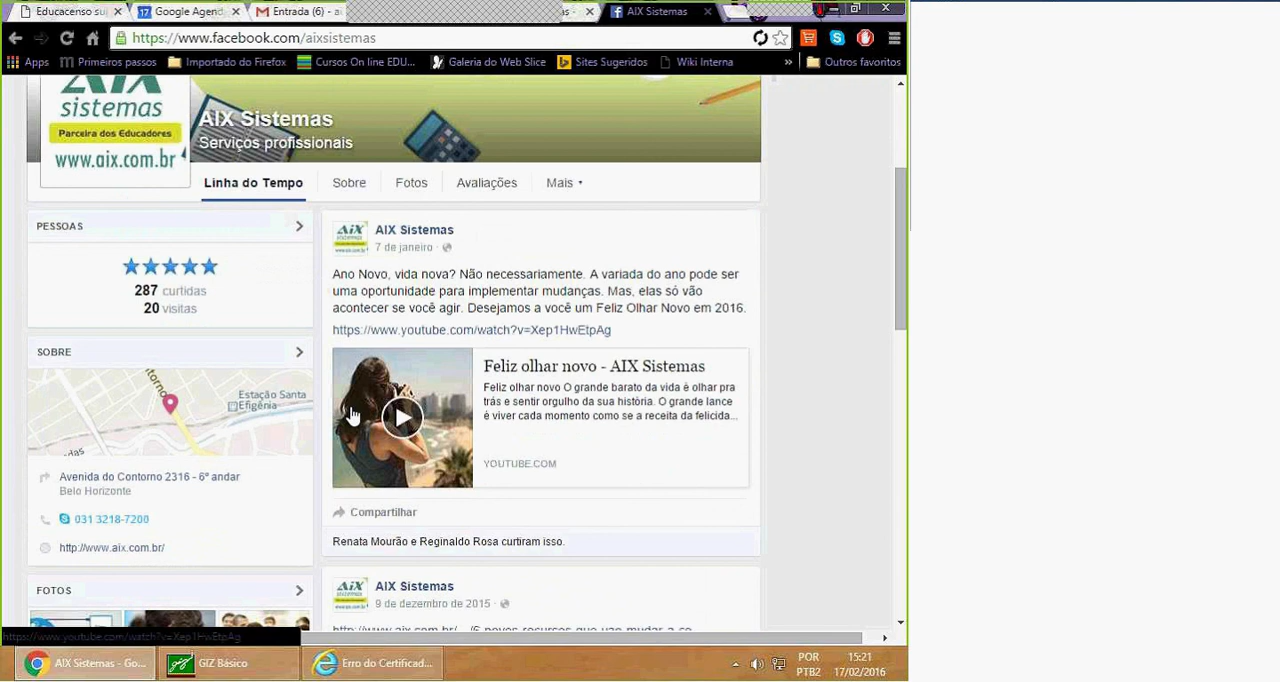 Educacenso su
17 Google Agend
Entrada (6) - a
AIX Sistemas
https://www.facebook.com/aixsistemas
Apps
Primeiros passos
Importado do Firefox
Cursos On line EDU...
Galeria do Web Slice
Sites Sugeridos
Wiki Interna
»
Outros favoritos
AIX
sistemas
Parceira dos Educadores
www.aix.com.br
AIX Sistemas
Serviços profissionais
Linha do Tempo
Sobre
Fotos
Avaliações
Mais
PESSOAS
287 curtidas
20 visitas
SOBRE
Estação Santa
Efigênia
Avenida do Contorno 2316 - 6º andar
Belo Horizonte
031 3218-7200
http://www.aix.com.br/
FOTOS
AIX Sistemas
7 de janeiro ·
Ano Novo, vida nova? Não necessariamente. A variada do ano pode ser
uma oportunidade para implementar mudanças. Mas, elas só vão
acontecer se você agir. Desejamos a você um Feliz Olhar Novo em 2016.
https://www.youtube.com/watch?v=Xep1HwEtpAg
Feliz olhar novo - AIX Sistemas
Feliz olhar novo O grande barato da vida é olhar pra
trás e sentir orgulho da sua história. O grande lance
é viver cada momento como se a receita da felicida...
YOUTUBE.COM
Compartilhar
Renata Mourão e Reginaldo Rosa curtiram isso.
AIX Sistemas
9 de dezembro de 2015 ·
https://www.youtube.com/watch?v=Xep1HwEtpAg
AIX Sistemas - Go...
GIZ Básico
Erro do Certificad...
POR
PTB2
15:21
17/02/2016